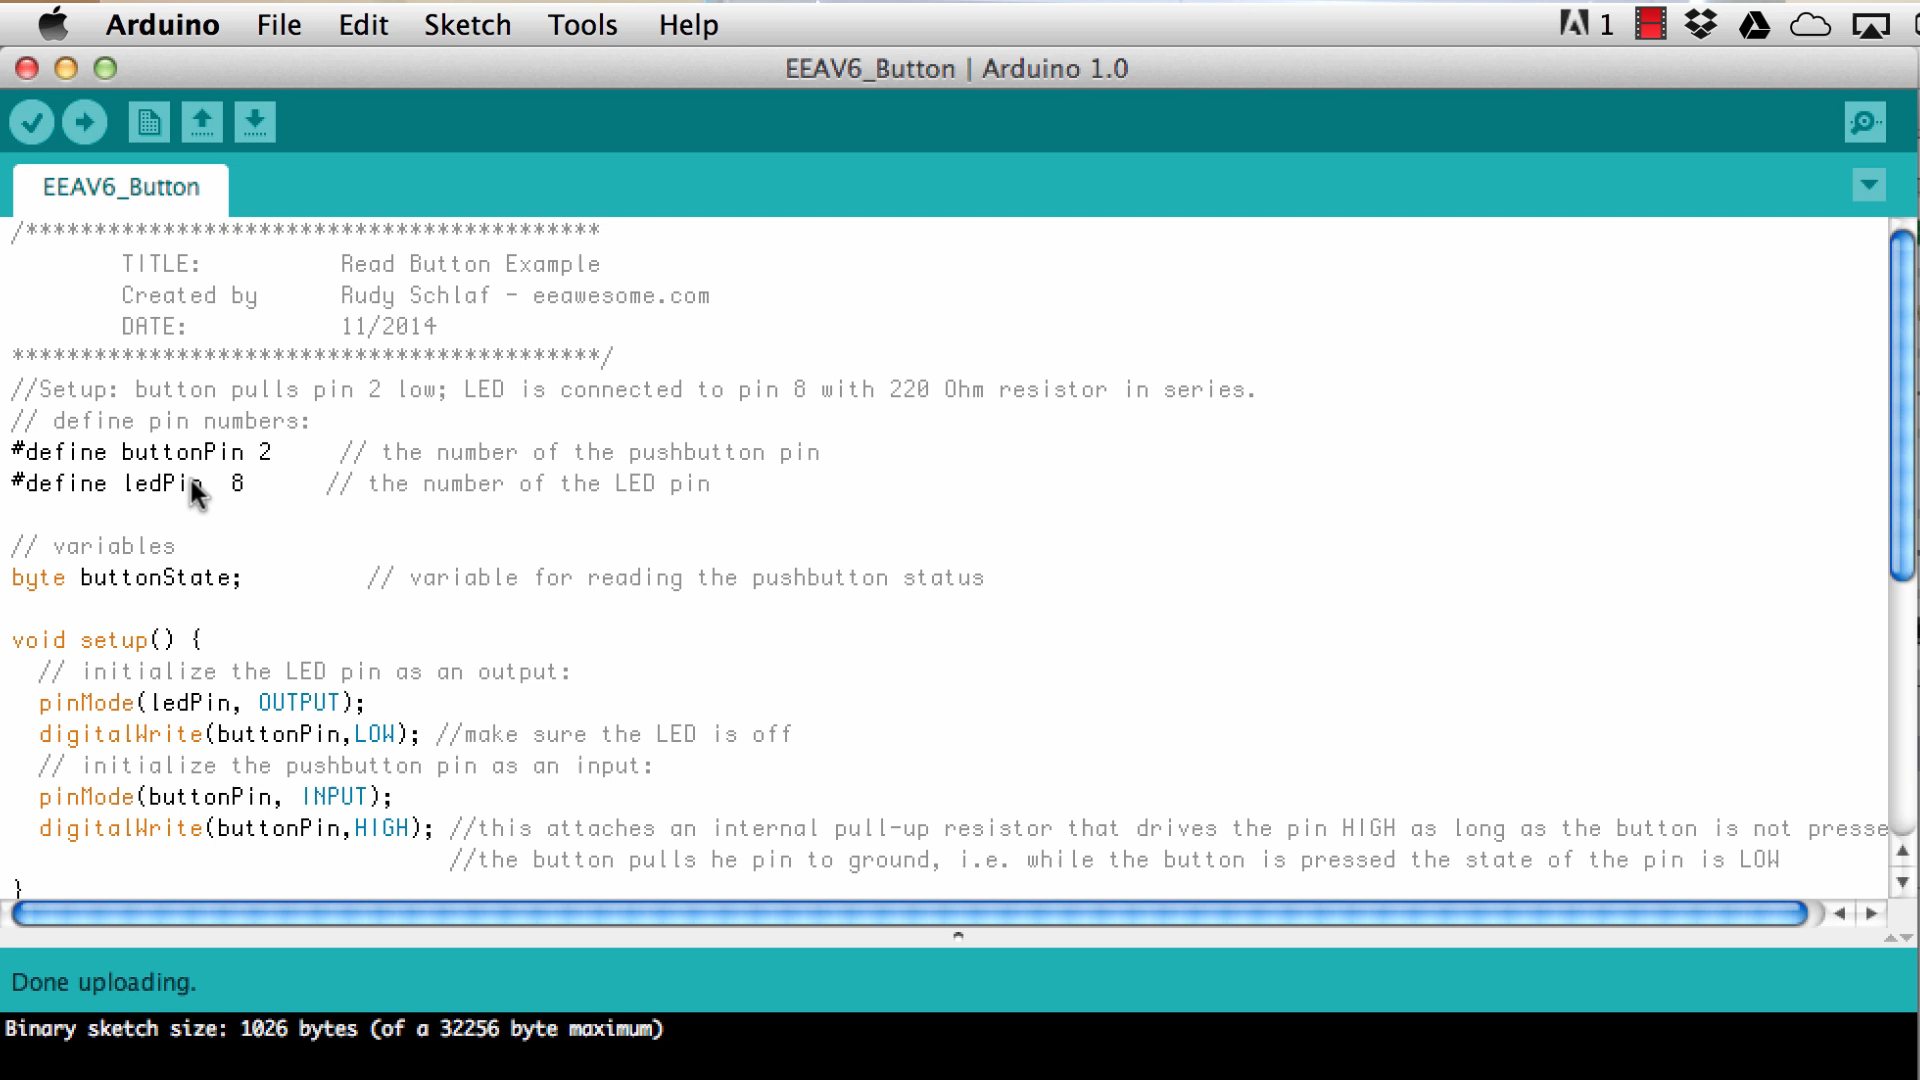 Arduino File Edit Sketch Tools Help 1
EEAV6_Button | Arduino 1.0
EEAV6_Button
/******************************************
TITLE: Read Button Example
Created by Rudy Schlaf - eeawesome.com
DATE: 11/2014
*******************************************/
//Setup: button pulls pin 2 low; LED is connected to pin 8 with 220 Ohm resistor in series.
// define pin numbers:
#define buttonPin 2 // the number of the pushbutton pin
#define ledPin 8 // the number of the LED pin
// variables
byte buttonState; // variable for reading the pushbutton status
void setup() {
// initialize the LED pin as an output:
pinMode(ledPin, OUTPUT);
digitalWrite(buttonPin,LOW); //make sure the LED is off
// initialize the pushbutton pin as an input:
pinMode(buttonPin, INPUT);
digitalWrite(buttonPin,HIGH); //this attaches an internal pull-up resistor that drives the pin HIGH as long as the button is not presse
//the button pulls he pin to ground, i.e. while the button is pressed the state of the pin is LOW
}
Done uploading.
Binary sketch size: 1026 bytes (of a 32256 byte maximum)